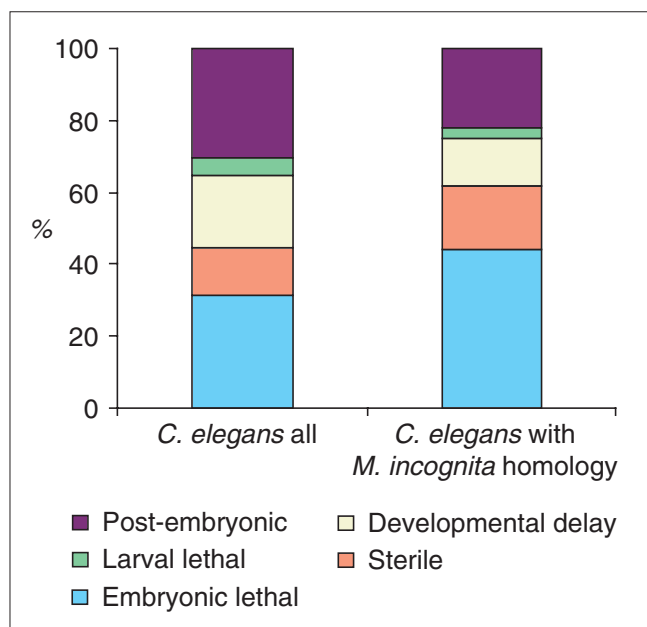 100
80
60
%
40
20
0
C. elegans all
C. elegans with
M. incognita homology
Post-embryonic
Developmental delay
Larval lethal
Sterile
Embryonic lethal